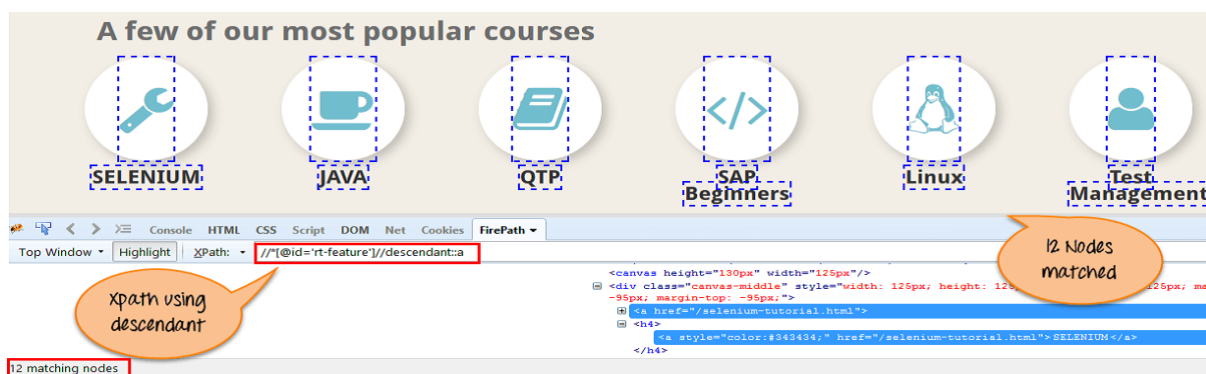 A few of our most popular courses
SELENIUM
JAVA
QTP
SAP
Beginners
Linux
Test
Management
Console HTML CSS Script DOM Net Cookies FirePath
Top Window Highlight XPath: //*[@id='rt-feature']//descendant::a
12 Nodes
matched
Xpath using
descendant
<canvas height="130px" width="125px"/>
<div class="canvas-middle" style="width: 125px; height: 125px; ma
-95px; margin-top: -95px;">
<a href="/selenium-tutorial.html">
<h4>
<a style="color:#343434;" href="/selenium-tutorial.html">SELENIUM</a>
</h4>
12 matching nodes